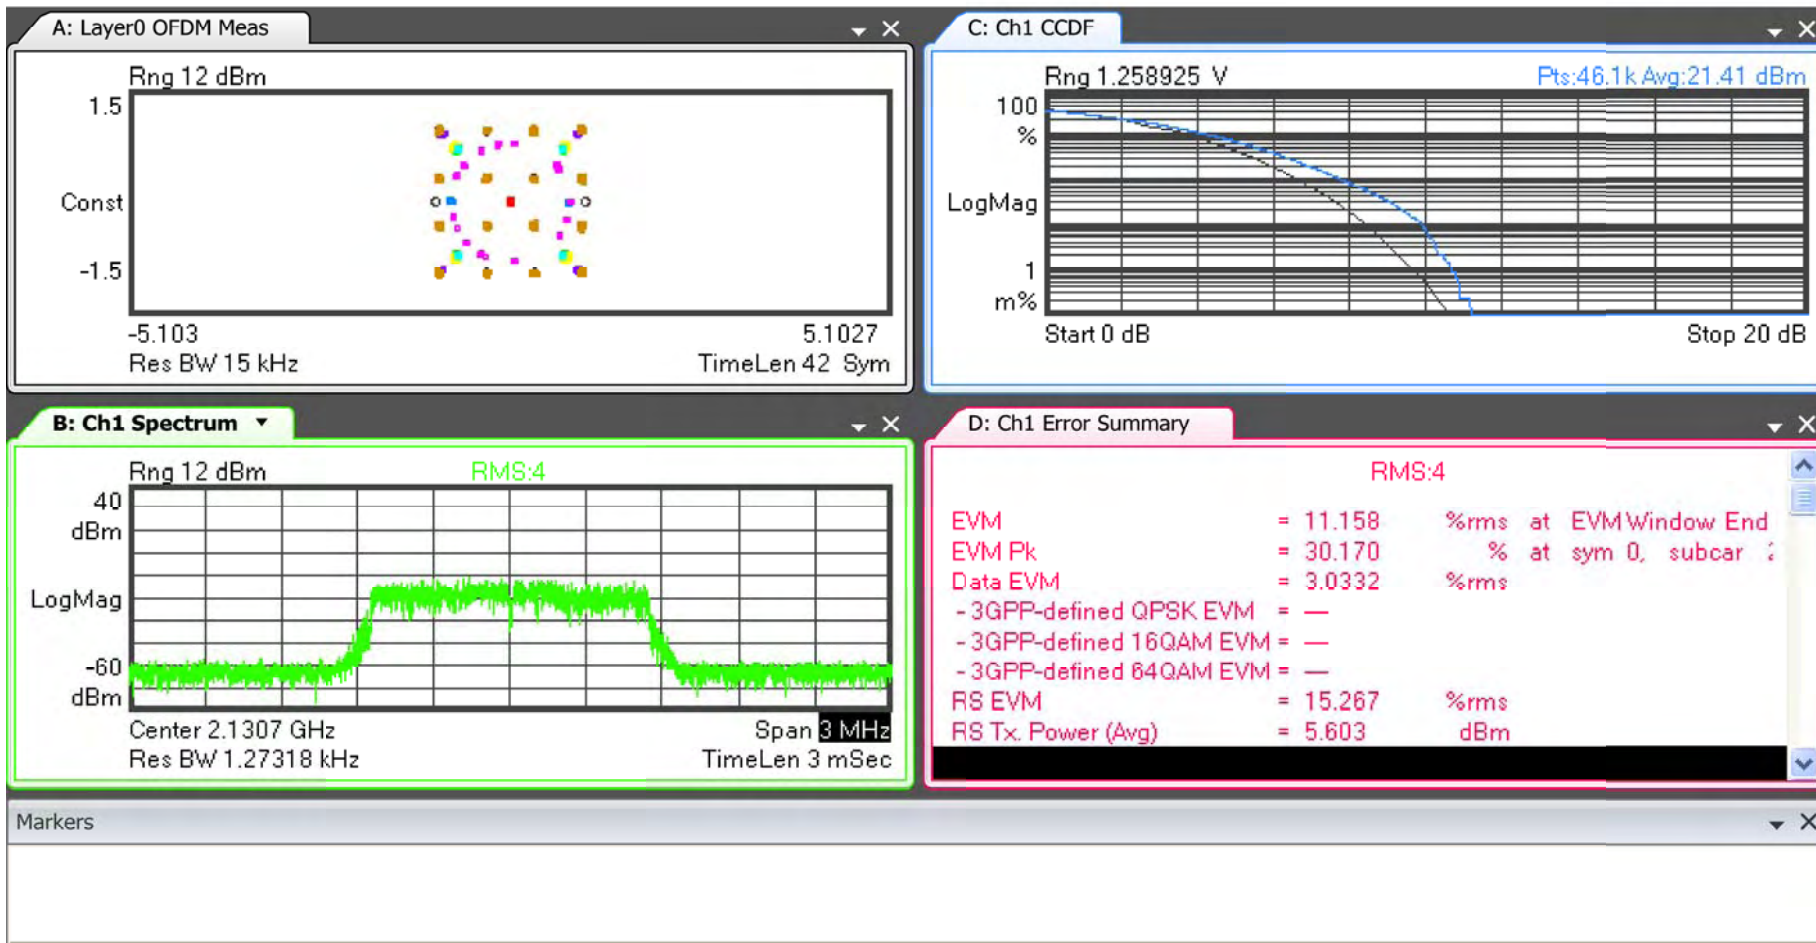 A: Layer0 OFDM Meas
Rng 12 dBm
1.5
Const
-1.5
-5.103 5.1027
Res BW 15 kHz TimeLen 42 Sym
C: Ch1 CCDF
Rng 1.258925 V Pts:46.1k Avg:21.41 dBm
100
%
LogMag
1
m%
Start 0 dB Stop 20 dB
B: Ch1 Spectrum
Rng 12 dBm RMS:4
40
dBm
LogMag
-60
dBm
Center 2.1307 GHz Span 3 MHz
Res BW 1.27318 kHz TimeLen 3 mSec
D: Ch1 Error Summary
RMS:4
EVM = 11.158 %rms at EVM Window End
EVM Pk = 30.170 % at sym 0, subcar
Data EVM = 3.0332 %rms
- 3GPP-defined QPSK EVM = —
- 3GPP-defined 16QAM EVM = —
- 3GPP-defined 64QAM EVM = —
RS EVM = 15.267 %rms
RS Tx. Power (Avg) = 5.603 dBm
Markers